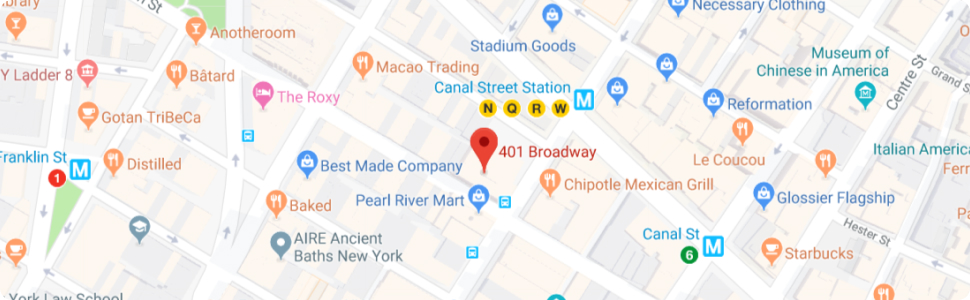 brary
n St
Necessary Clothing
Anotheroom
Stadium Goods
Museum of
Chinese in America
Centre St
Grand S
Y Ladder 8
Bâtard
Macao Trading
Canal Street Station
N Q R W M
The Roxy
Reformation
Gotan TriBeCa
401 Broadway
Le Coucou
Italian America
Ferr
Franklin St M
1
Distilled
Best Made Company
Chipotle Mexican Grill
Pearl River Mart
Glossier Flagship
Baked
Hester St
AIRE Ancient
Baths New York
Canal St
6 M
Starbucks
Pa
York Law School